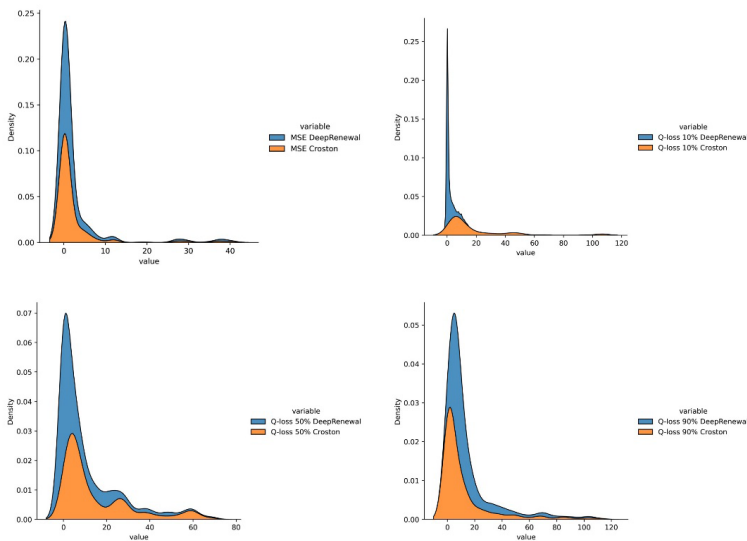 0.25
0.20
0.15
0.10
0.05
0.00
Density
0 10 20 30 40
value
variable
MSE DeepRenewal
MSE Croston
0.25
0.20
0.15
0.10
0.05
0.00
Density
0 20 40 60 80 100 120
value
variable
Q-loss 10% DeepRenewa
Q-loss 10% Croston
0.07
0.06
0.05
0.04
0.03
0.02
0.01
0.00
Density
0 20 40 60 80
value
variable
Q-loss 50% DeepRenewal
Q-loss 50% Croston
0.05
0.04
0.03
0.02
0.01
0.00
Density
0 20 40 60 80 100 120
value
variable
Q-loss 90% DeepRenewa
Q-loss 90% Croston